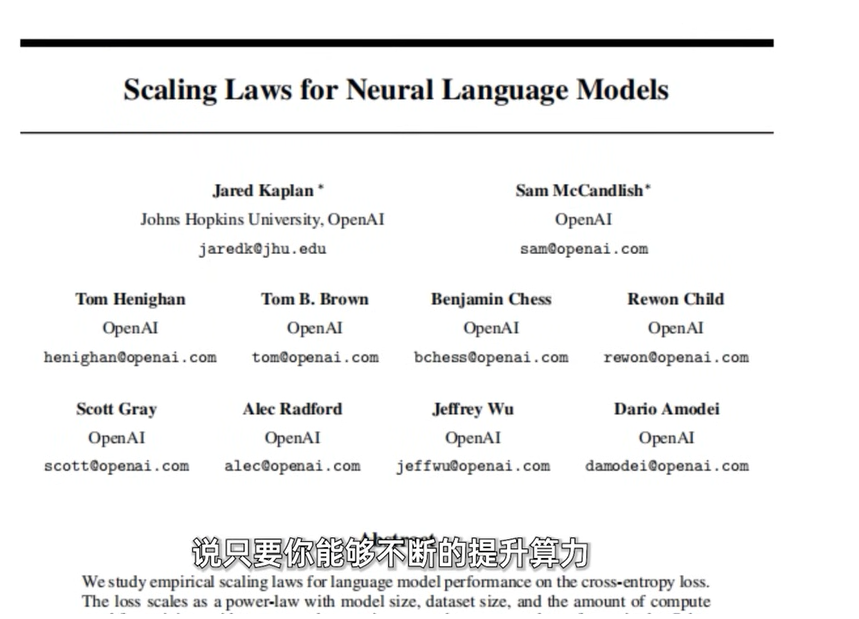 Scaling Laws for Neural Language Models
Jared Kaplan * Sam McCandlish*
Johns Hopkins University, OpenAI OpenAI
jaredk@jhu.edu sam@openai.com
Tom Henighan Tom B. Brown Benjamin Chess Rewon Child
OpenAI OpenAI OpenAI OpenAI
henighan@openai.com tom@openai.com bchess@openai.com rewon@openai.com
Scott Gray Alec Radford Jeffrey Wu Dario Amodei
OpenAI OpenAI OpenAI OpenAI
scott@openai.com alec@openai.com jeffwu@openai.com damodei@openai.com
说只要你能够不断的提升算力
We study empirical scaling laws for language model performance on the cross-entropy loss.
The loss scales as a power-law with model size, dataset size, and the amount of compute